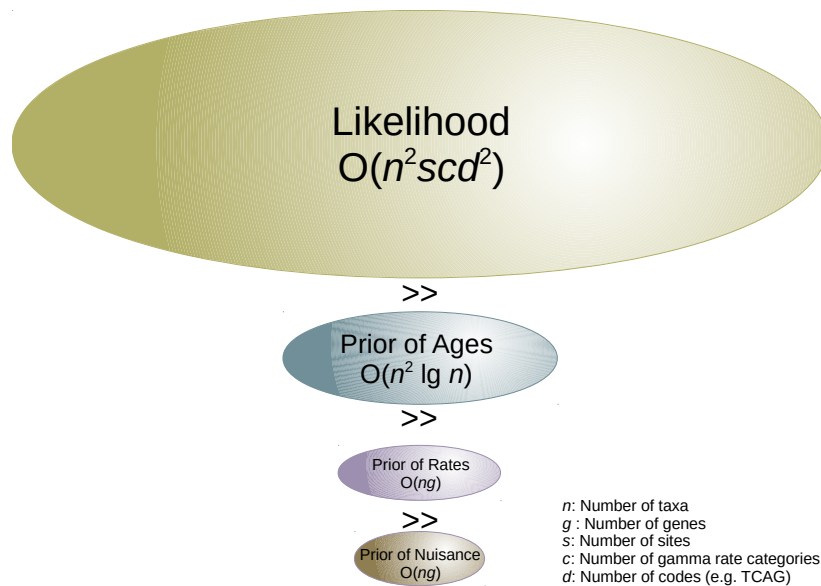 Likelihood
O(n²scd²)
>>
Prior of Ages
O(n² lg n)
>>
Prior of Rates
O(ng)
>>
Prior of Nuisance
O(ng)
n: Number of taxa
g : Number of genes
s: Number of sites
c: Number of gamma rate categories
d: Number of codes (e.g. TCAG)